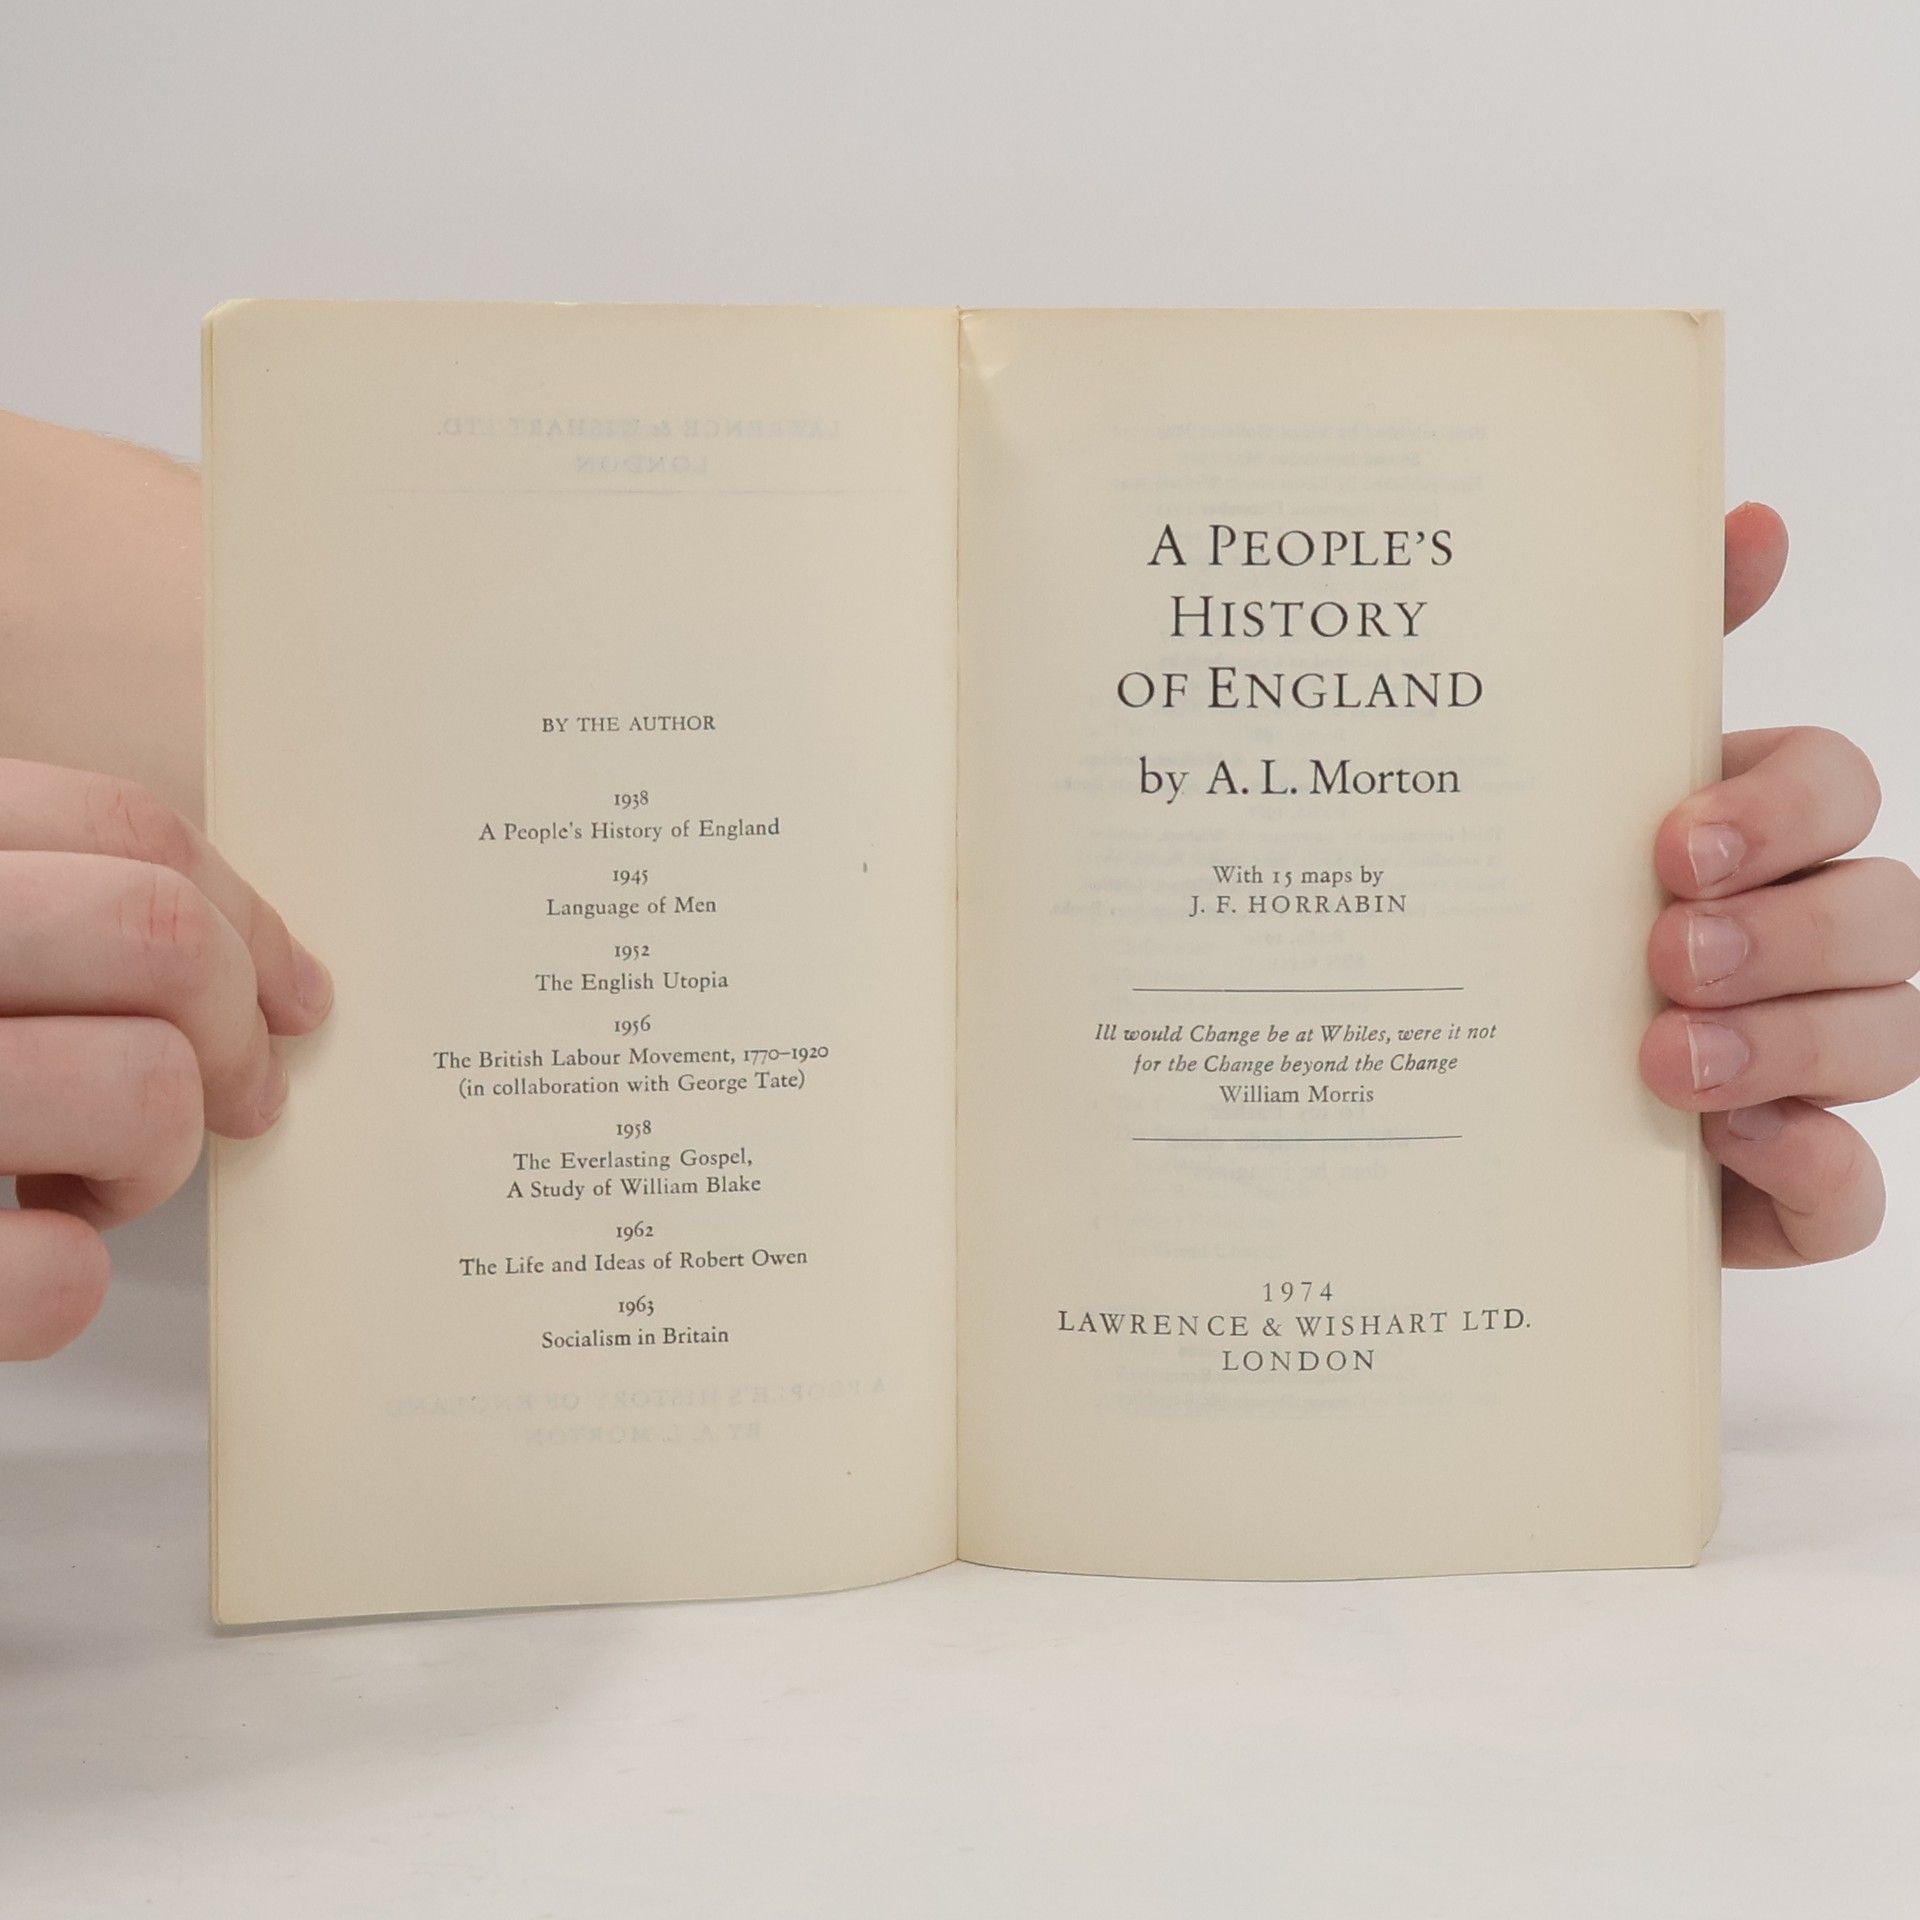 BY THE AUTHOR
1938
A People's History of England
1945
Language of Men
1952
The English Utopia
1956
The British Labour Movement, 1770–1920
(in collaboration with George Tate)
1958
The Everlasting Gospel,
A Study of William Blake
1962
The Life and Ideas of Robert Owen
1963
Socialism in Britain
A PEOPLE'S
HISTORY
OF ENGLAND
by A. L. Morton
With 15 maps by
J. F. HORRABIN
Ill would Change be at Whiles, were it not
for the Change beyond the Change
William Morris
1974
LAWRENCE & WISHART LTD.
LONDON